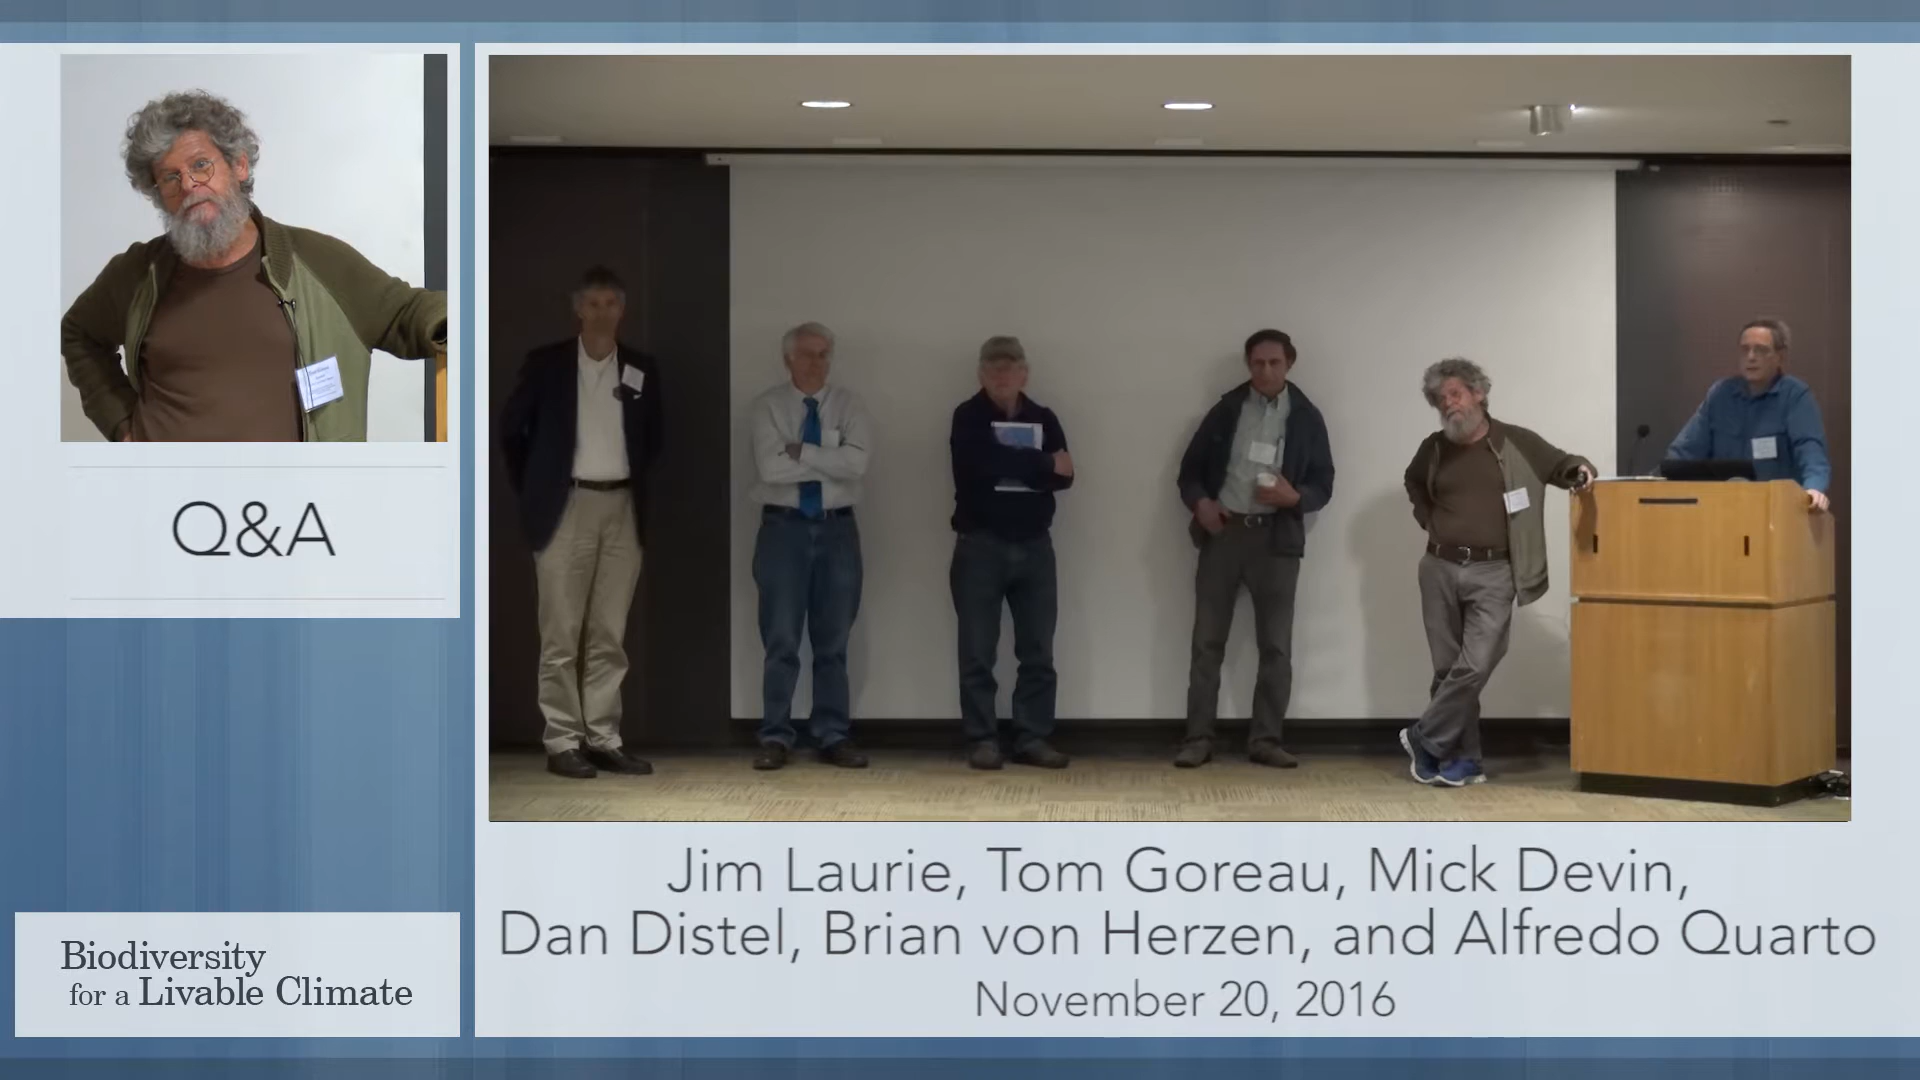 Q&A
Jim Laurie, Tom Goreau, Mick Devin,
Dan Distel, Brian von Herzen, and Alfredo Quarto
November 20, 2016
Biodiversity
for a Livable Climate